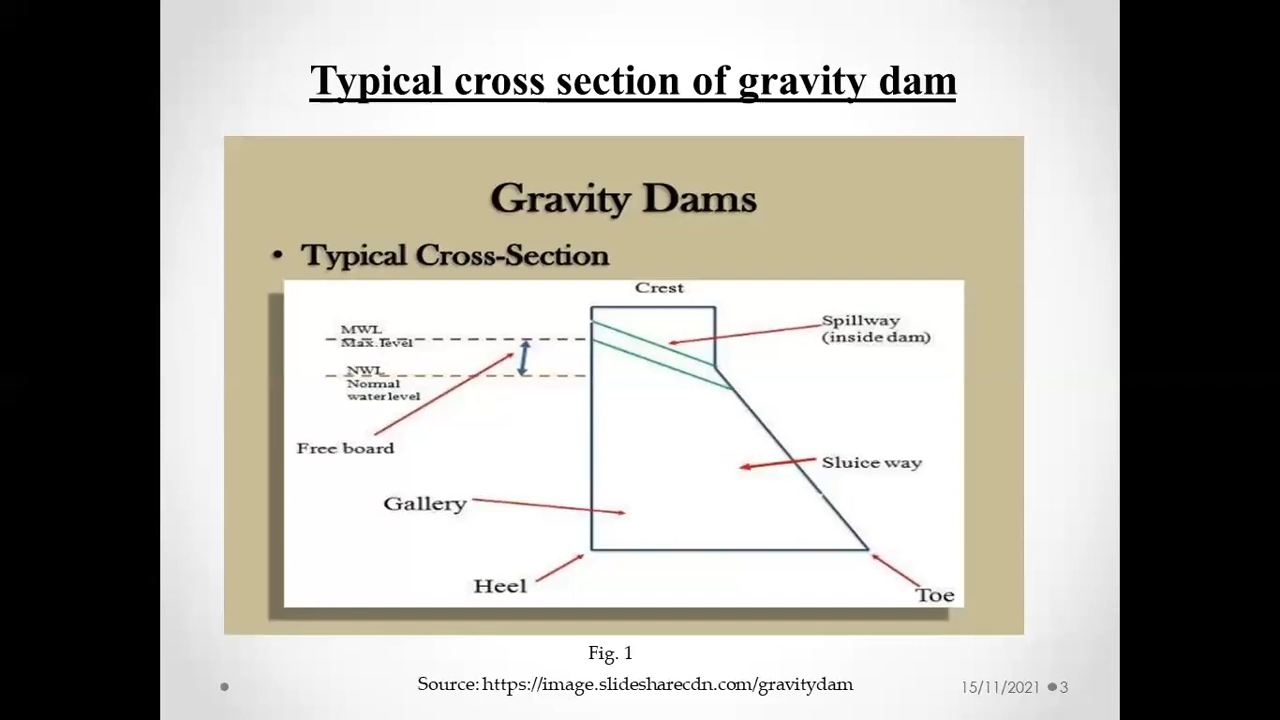 Typical cross section of gravity dam
Gravity Dams
• Typical Cross-Section
Crest
MWL
Max. level
Spillway
(inside dam)
NWL
Normal
water level
Free board
Sluice way
Gallery
Heel
Toe
Fig. 1
Source: https://image.slidesharecdn.com/gravitydam
15/11/2021 3